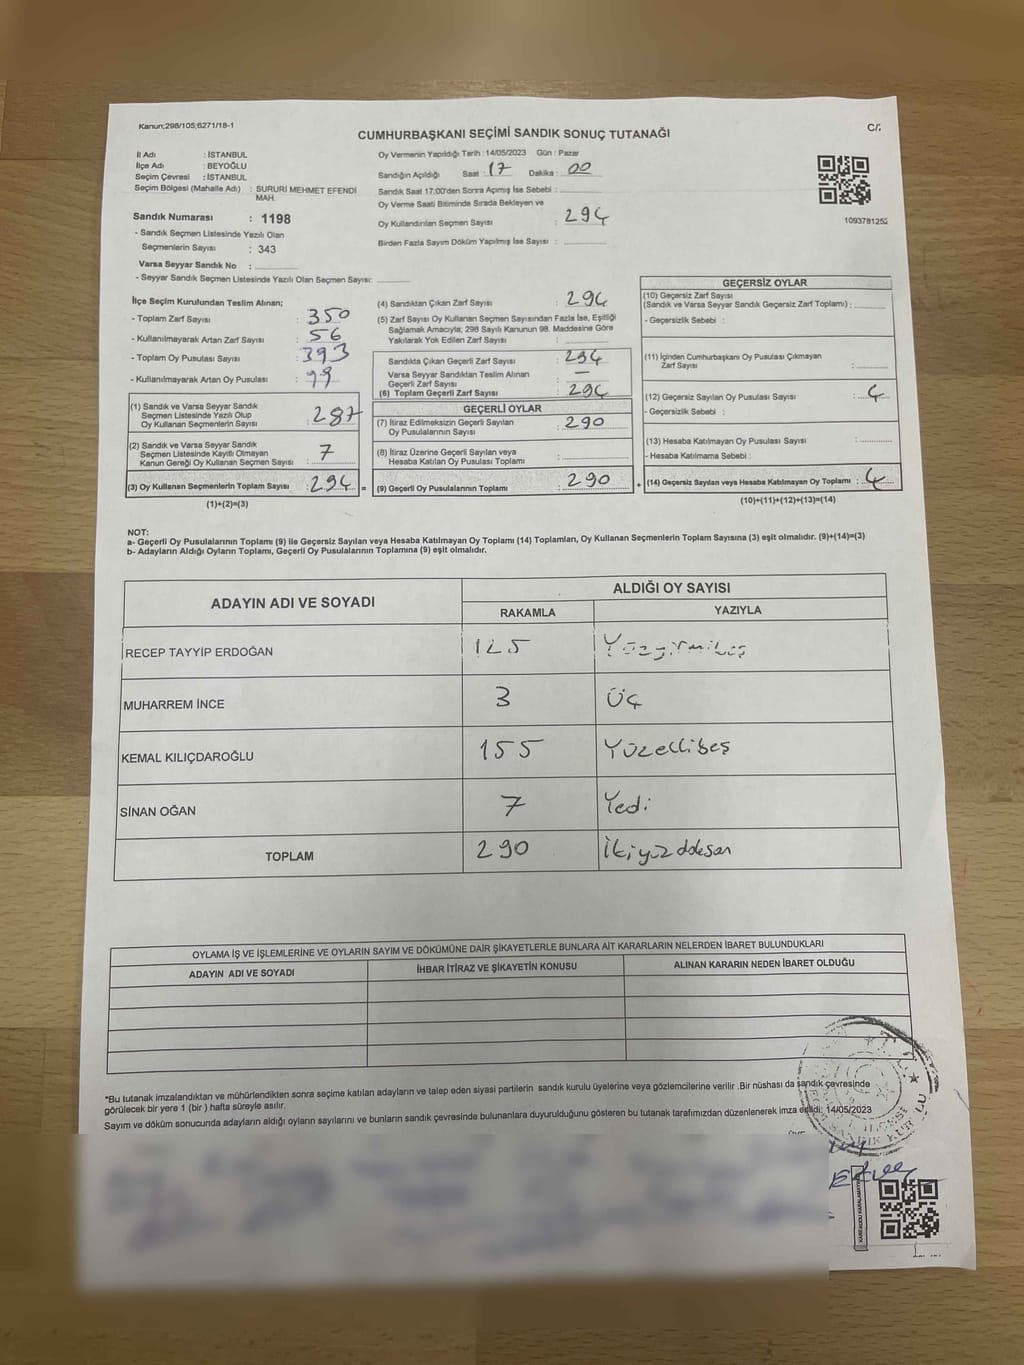 Kanun;298/105;6271/18-1
C/:
CUMHURBAŞKANI SEÇİMİ SANDIK SONUÇ TUTANAĞI
İl Adı : İSTANBUL
İlçe Adı : BEYOĞLU
Seçim Çevresi : İSTANBUL
Seçim Bölgesi (Mahalle Adı) : SURURİ MEHMET EFENDİ MAH.
Sandık Numarası : 1198
- Sandık Seçmen Listesinde Yazılı Olan
Seçmenlerin Sayısı : 343
Varsa Seyyar Sandık No :
- Seyyar Sandık Seçmen Listesinde Yazılı Olan Seçmen Sayısı:
Oy Vermenin Yapıldığı Tarih : 14/05/2023 Gün : Pazar
Sandığın Açıldığı Saat : 17 Dakika : 00
Sandık Saat 17:00'den Sonra Açımış İse Sebebi :
Oy Verme Saati Bitiminde Sırada Bekleyen ve
Oy Kullandırılan Seçmen Sayısı : 294
Birden Fazla Sayım Döküm Yapılmış İse Sayısı :
1093781252
İlçe Seçim Kurulundan Teslim Alınan;
- Toplam Zarf Sayısı : 350
- Kullanılmayarak Artan Zarf Sayısı : 56
- Toplam Oy Pusulası Sayısı : 393
- Kullanılmayarak Artan Oy Pusulası : 99
(1) Sandık ve Varsa Seyyar Sandık
Seçmen Listesinde Yazılı Olup
Oy Kullanan Seçmenlerin Sayısı : 287
(2) Sandık ve Varsa Seyyar Sandık
Seçmen Listesinde Kayıtlı Olmayan
Kanun Gereği Oy Kullanan Seçmen Sayısı : 7
(3) Oy Kullanan Seçmenlerin Toplam Sayısı : 294 =
(1)+(2)=(3)
(4) Sandıktan Çıkan Zarf Sayısı : 294
(5) Zarf Sayısı Oy Kullanan Seçmen Sayısından Fazla İse, Eşitliği
Sağlamak Amacıyla; 298 Sayılı Kanunun 98. Maddesine Göre
Yakılarak Yok Edilen Zarf Sayısı :
Sandıkta Çıkan Geçerli Zarf Sayısı : 294
Varsa Seyyar Sandıktan Teslim Alınan
Geçerli Zarf Sayısı : —
(6) Toplam Geçerli Zarf Sayısı : 294
GEÇERLİ OYLAR
(7) İtiraz Edilmeksizin Geçerli Sayılan
Oy Pusulalarının Sayısı : 290
(8) İtiraz Üzerine Geçerli Sayılan veya
Hesaba Katılan Oy Pusulası Toplamı :
(9) Geçerli Oy Pusulalarının Toplamı : 290 +
GEÇERSİZ OYLAR
(10) Geçersiz Zarf Sayısı
(Sandık ve Varsa Seyyar Sandık Geçersiz Zarf Toplamı) :
- Geçersizlik Sebebi :
(11) İçinden Cumhurbaşkanı Oy Pusulası Çıkmayan
Zarf Sayısı :
(12) Geçersiz Sayılan Oy Pusulası Sayısı : 4
- Geçersizlik Sebebi :
(13) Hesaba Katılmayan Oy Pusulası Sayısı :
- Hesaba Katılmama Sebebi :
(14) Geçersiz Sayılan veya Hesaba Katılmayan Oy Toplamı : 4
(10)+(11)+(12)+(13)=(14)
NOT:
a- Geçerli Oy Pusulalarının Toplamı (9) ile Geçersiz Sayılan veya Hesaba Katılmayan Oy Toplamı (14) Toplamları, Oy Kullanan Seçmenlerin Toplam Sayısına (3) eşit olmalıdır. (9)+(14)=(3)
b- Adayların Aldığı Oyların Toplamı, Geçerli Oy Pusulalarının Toplamına (9) eşit olmalıdır.
ADAYIN ADI VE SOYADI ALDIĞI OY SAYISI
RAKAMLA YAZIYLA
RECEP TAYYİP ERDOĞAN 125 Yüzyirmibeş
MUHARREM İNCE 3 Üç
KEMAL KILIÇDAROĞLU 155 Yüzellibeş
SİNAN OĞAN 7 Yedi
TOPLAM 290 İkiyüzdoksan
OYLAMA İŞ VE İŞLEMLERİNE VE OYLARIN SAYIM VE DÖKÜMÜNE DAİR ŞİKAYETLERLE BUNLARA AİT KARARLARIN NELERDEN İBARET BULUNDUKLARI
ADAYIN ADI VE SOYADI İHBAR İTİRAZ VE ŞİKAYETİN KONUSU ALINAN KARARIN NEDEN İBARET OLDUĞU
*Bu tutanak imzalandıktan ve mühürlendikten sonra seçime katılan adayların ve talep eden siyasi partilerin sandık kurulu üyelerine veya gözlemcilerine verilir .Bir nüshası da sandık çevresinde
görülecek bir yere 1 (bir ) hafta süreyle asılır.
Sayım ve döküm sonucunda adayların aldığı oyların sayılarını ve bunların sandık çevresinde bulunanlara duyurulduğunu gösteren bu tutanak tarafımızdan düzenlenerek imza edildi: 14/05/2023